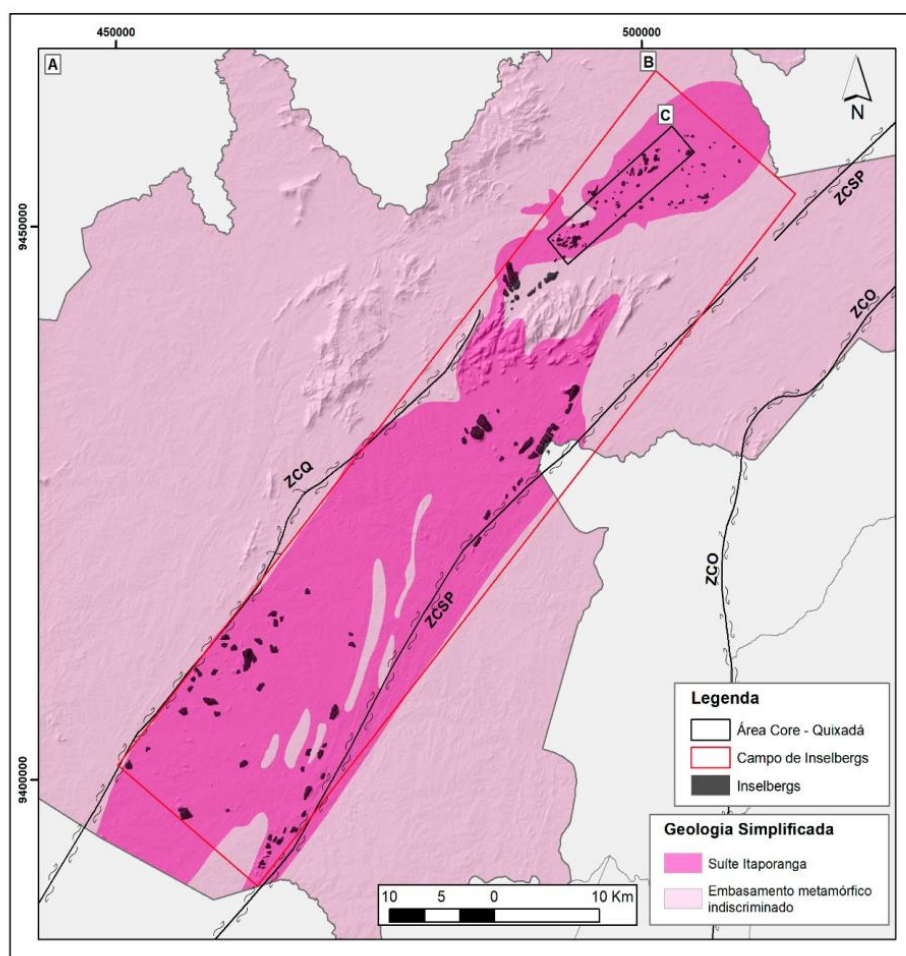 450000
500000
A
B
C
N
ZCSP
9450000
ZCO
ZCQ
ZCSP
ZCO
9400000
Legenda
Área Core - Quixadá
Campo de Inselbergs
Inselbergs
Geologia Simplificada
Suíte Itaporanga
Embasamento metamórfico
indiscriminado
10 5 0 10 Km